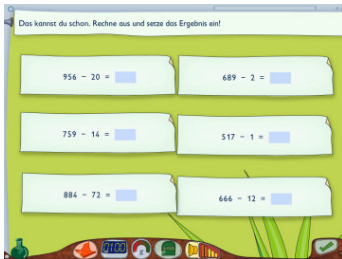 Das kannst du schon. Rechne aus und setze das Ergebnis ein!
956 - 20 =
689 - 2 =
759 - 14 =
517 - 1 =
884 - 72 =
666 - 12 =